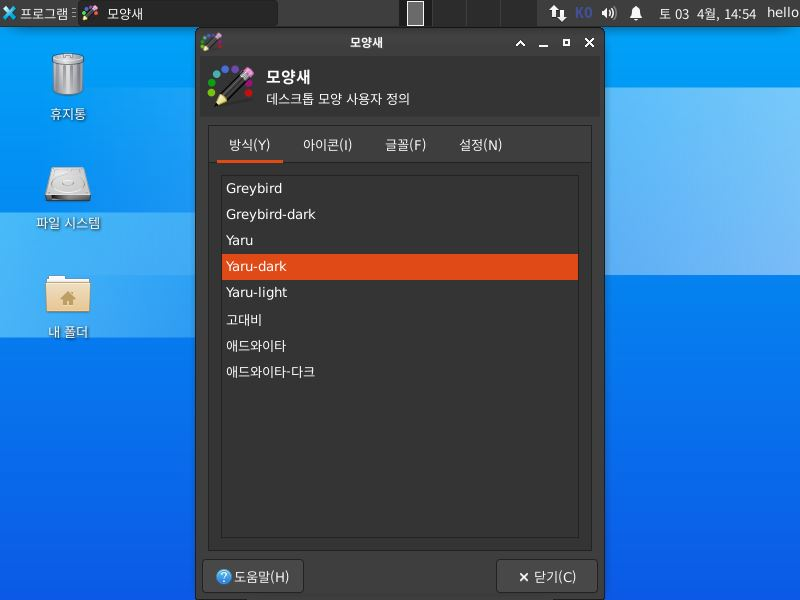 프로그램
모양새
KO
토 03 4월, 14:54
hello
휴지통
파일 시스템
내 폴더
모양새
모양새
데스크톱 모양 사용자 정의
방식(Y)
아이콘(I)
글꼴(F)
설정(N)
Greybird
Greybird-dark
Yaru
Yaru-dark
Yaru-light
고대비
애드와이타
애드와이타-다크
도움말(H)
닫기(C)